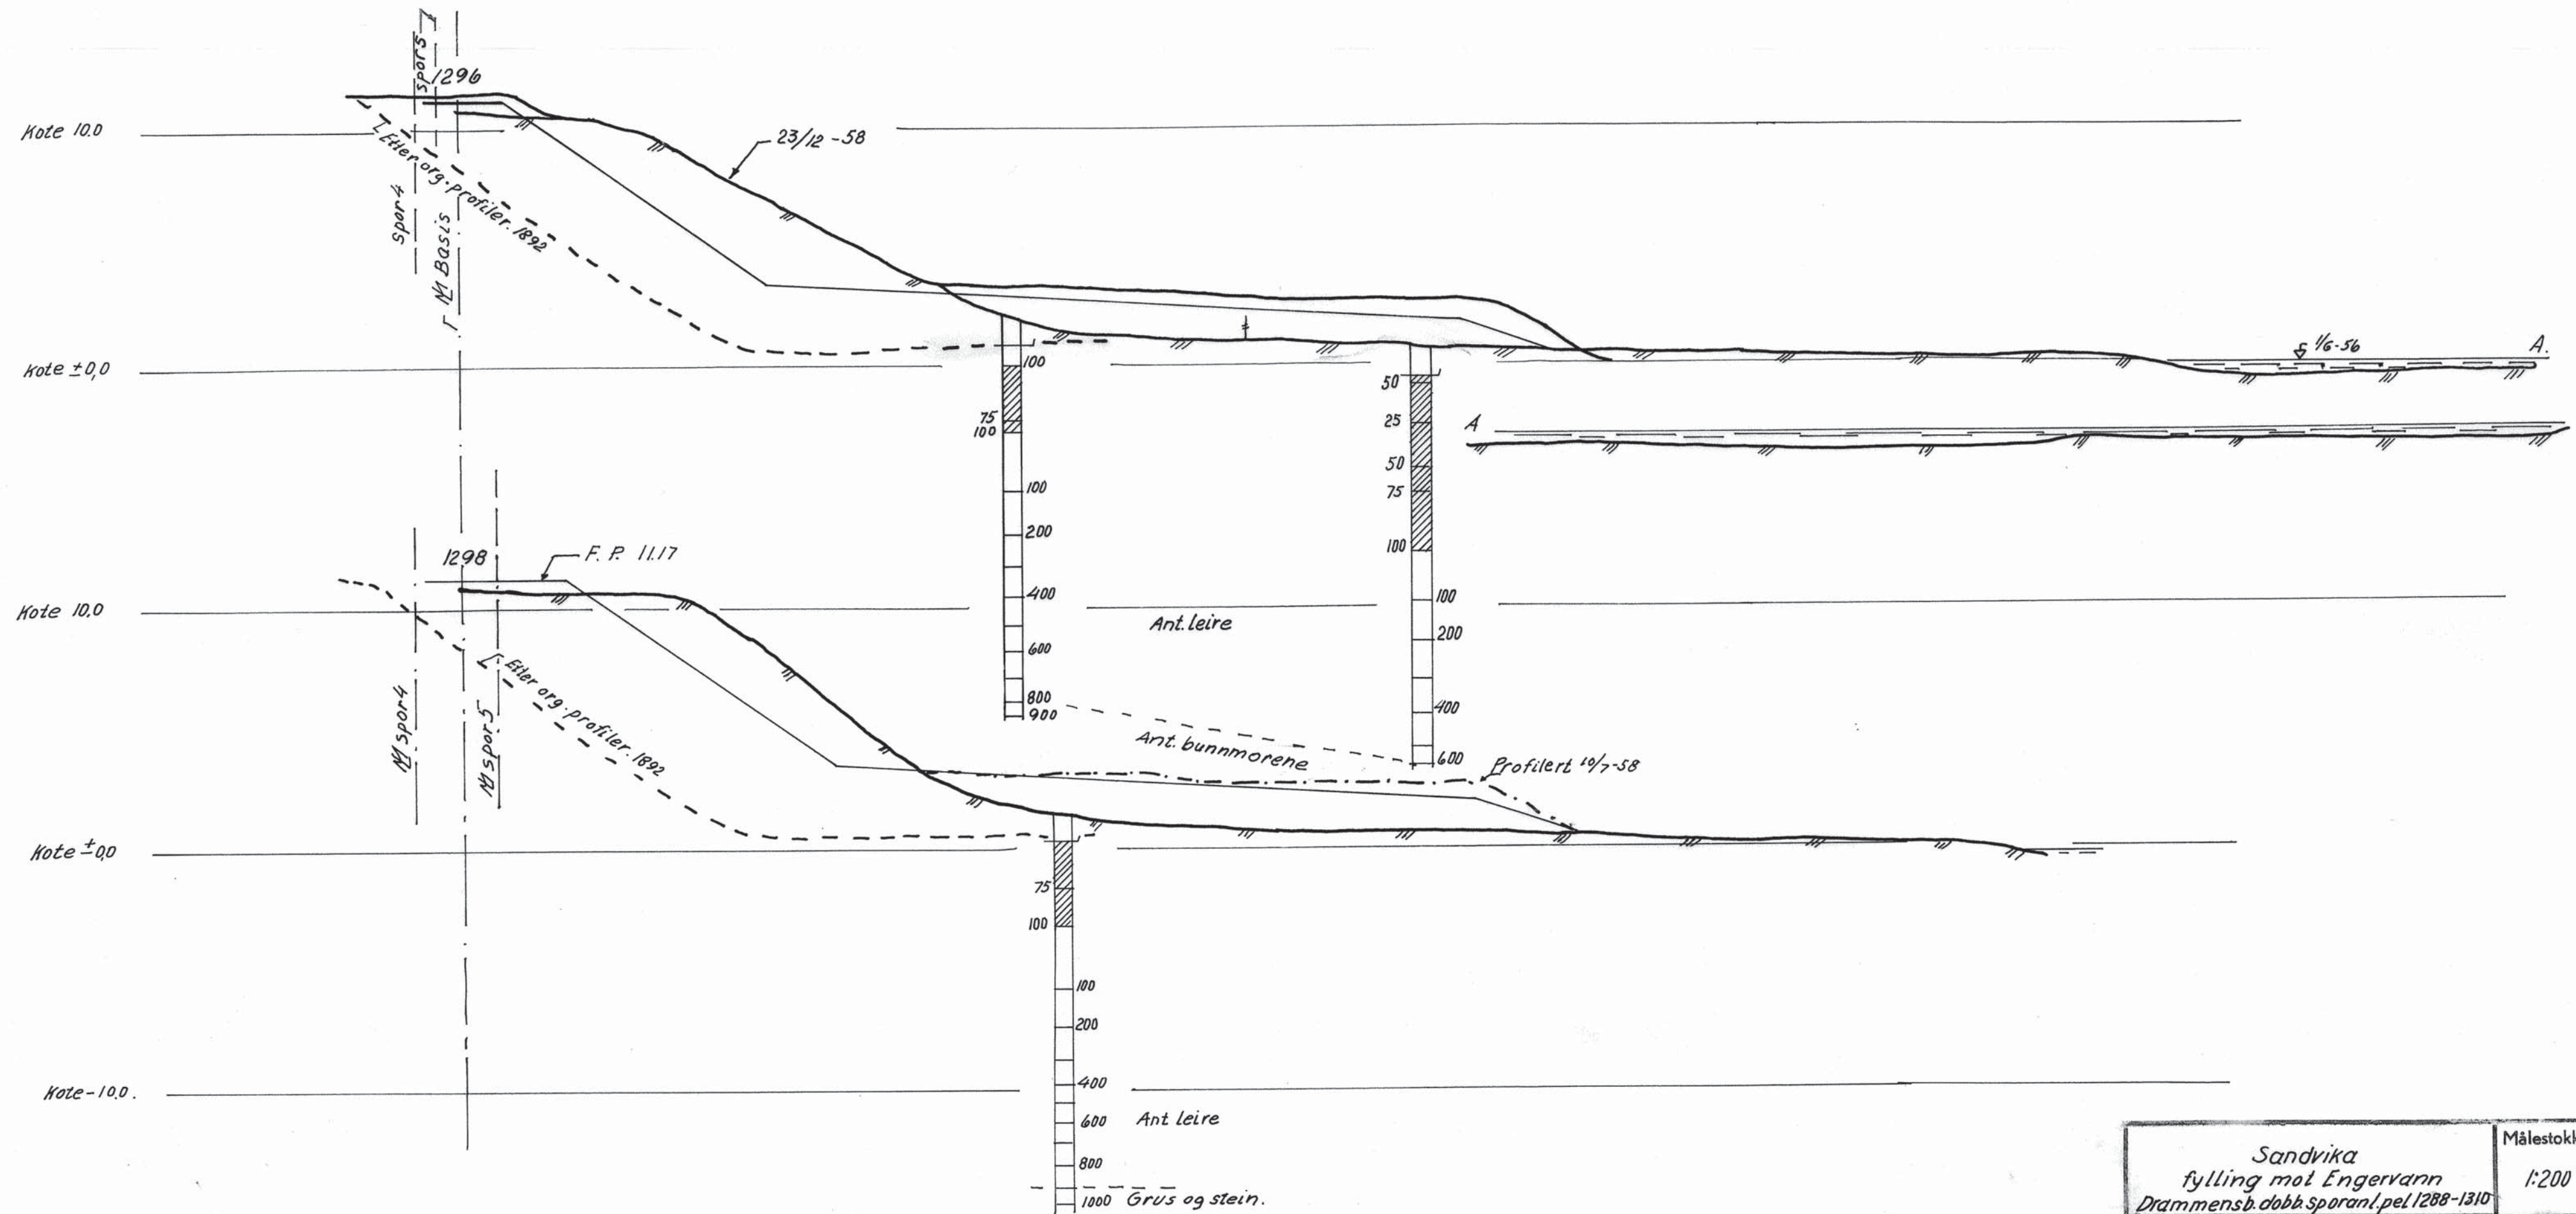 spor 5
1296
Kote 10.0
23/12 -58
Etter org. profiler. 1892
spor 4
Basis
Kote ±0,0
1/6-56
A.
100
75
100
100
200
400
600
800
900
50
25
50
75
100
100
200
400
600
A
Ant. leire
Ant. bunnmorene
1298
F. P. 11.17
Kote 10.0
Etter org. profiler. 1892
spor 4
spor 5
Profilert 10/7-58
Kote ±0,0
75
100
100
200
400
600
800
1000
Ant leire
Grus og stein.
Kote -10.0.
Sandvika
fylling mot Engervann
Drammensb. dobb. sporanl. pel 1288-1310
Målestokk
1:200